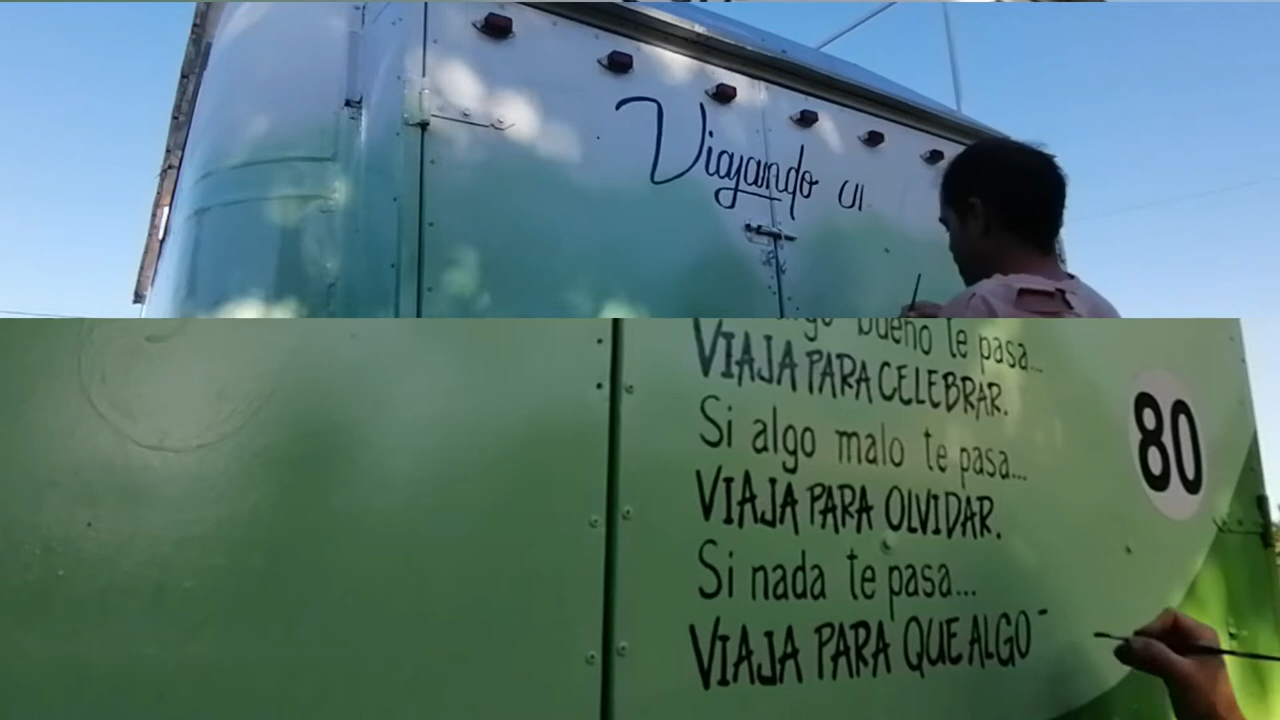 Viajando
bueno te pasa...
VIAJA PARA CELEBRAR.
Si algo malo te pasa...
VIAJA PARA OLVIDAR.
Si nada te pasa...
VIAJA PARA QUE ALGO
80